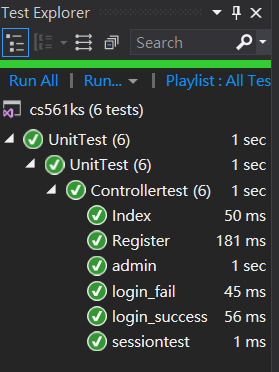 Test Explorer
Search
Run All | Run... | Playlist : All Tes
cs561ks (6 tests)
UnitTest (6) 1 sec
UnitTest (6) 1 sec
Controllertest (6) 1 sec
Index 50 ms
Register 181 ms
admin 1 sec
login_fail 45 ms
login_success 56 ms
sessiontest 1 ms